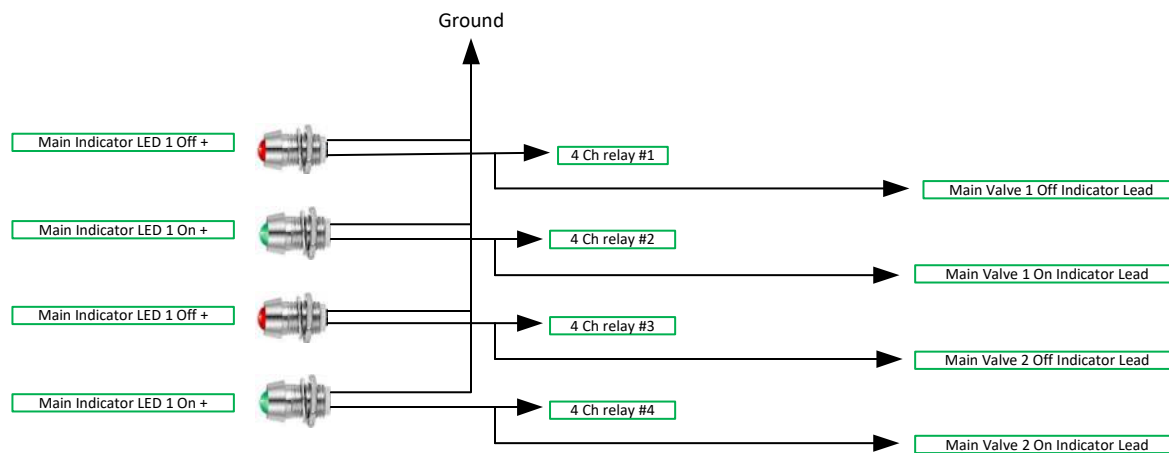 Ground
Main Indicator LED 1 Off +
4 Ch relay #1
Main Valve 1 Off Indicator Lead
Main Indicator LED 1 On +
4 Ch relay #2
Main Valve 1 On Indicator Lead
Main Indicator LED 1 Off +
4 Ch relay #3
Main Valve 2 Off Indicator Lead
Main Indicator LED 1 On +
4 Ch relay #4
Main Valve 2 On Indicator Lead